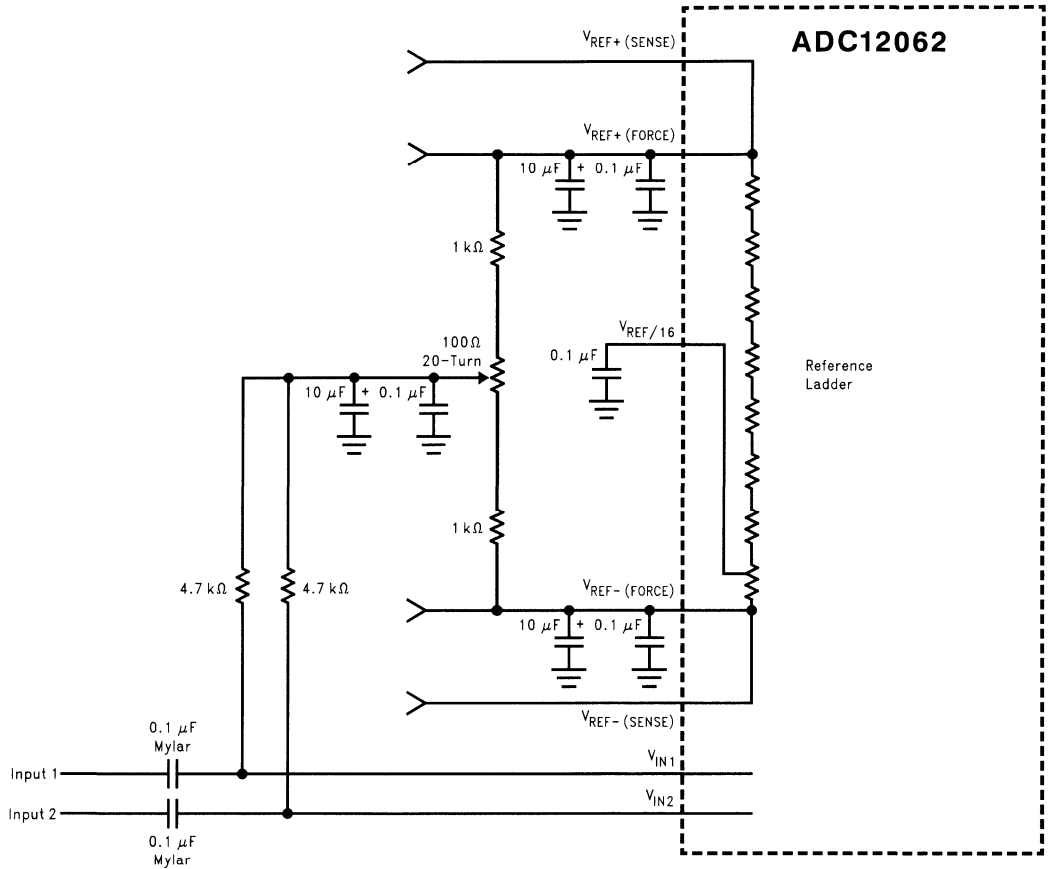 ADC12062
VREF+ (SENSE)
VREF+ (FORCE)
10 μF + 0.1 μF
1 kΩ
VREF/16
0.1 μF
100Ω
20-Turn
10 μF + 0.1 μF
Reference
Ladder
1 kΩ
4.7 kΩ
4.7 kΩ
VREF- (FORCE)
10 μF + 0.1 μF
VREF- (SENSE)
0.1 μF
Mylar
Input 1
VIN1
Input 2
VIN2
0.1 μF
Mylar